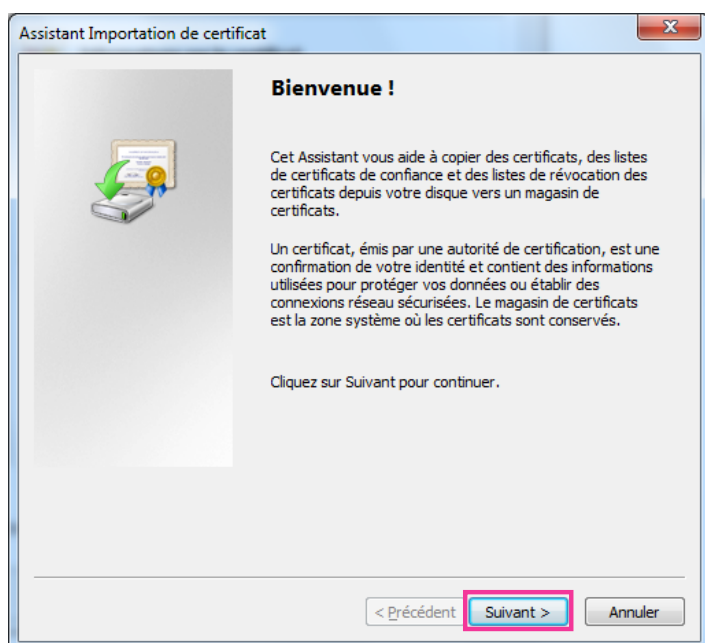 Assistant Importation de certificat
Bienvenue !
Cet Assistant vous aide à copier des certificats, des listes
de certificats de confiance et des listes de révocation des
certificats depuis votre disque vers un magasin de
certificats.
Un certificat, émis par une autorité de certification, est une
confirmation de votre identité et contient des informations
utilisées pour protéger vos données ou établir des
connexions réseau sécurisées. Le magasin de certificats
est la zone système où les certificats sont conservés.
Cliquez sur Suivant pour continuer.
< Précédent Suivant > Annuler